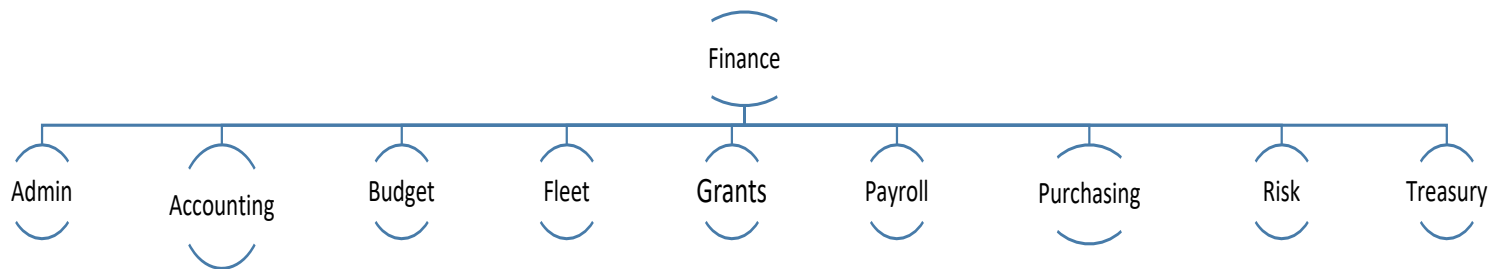 Finance
Admin
Accounting
Budget
Fleet
Grants
Payroll
Purchasing
Risk
Treasury